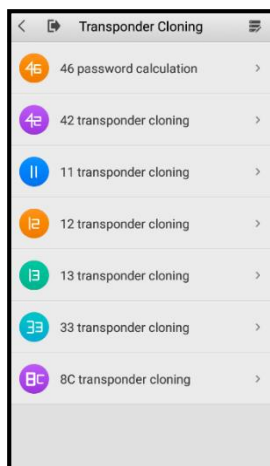 Transponder Cloning
46 46 password calculation
42 42 transponder cloning
11 11 transponder cloning
12 12 transponder cloning
13 13 transponder cloning
33 33 transponder cloning
8C 8C transponder cloning